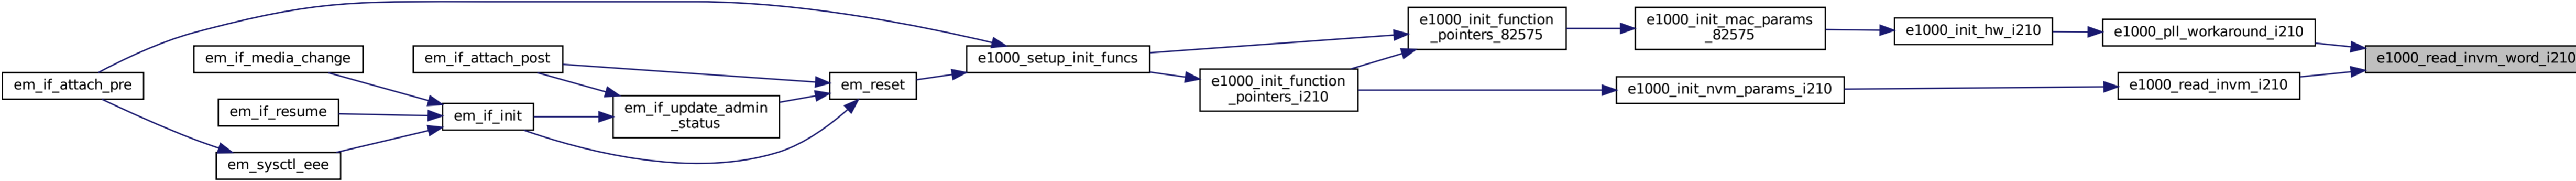 em_if_attach_pre
em_if_media_change
em_if_resume
em_sysctl_eee
em_if_attach_post
em_if_init
em_if_update_admin
_status
em_reset
e1000_setup_init_funcs
e1000_init_function
_pointers_i210
e1000_init_function
_pointers_82575
e1000_init_mac_params
_82575
e1000_init_nvm_params_i210
e1000_init_hw_i210
e1000_pll_workaround_i210
e1000_read_invm_i210
e1000_read_invm_word_i210